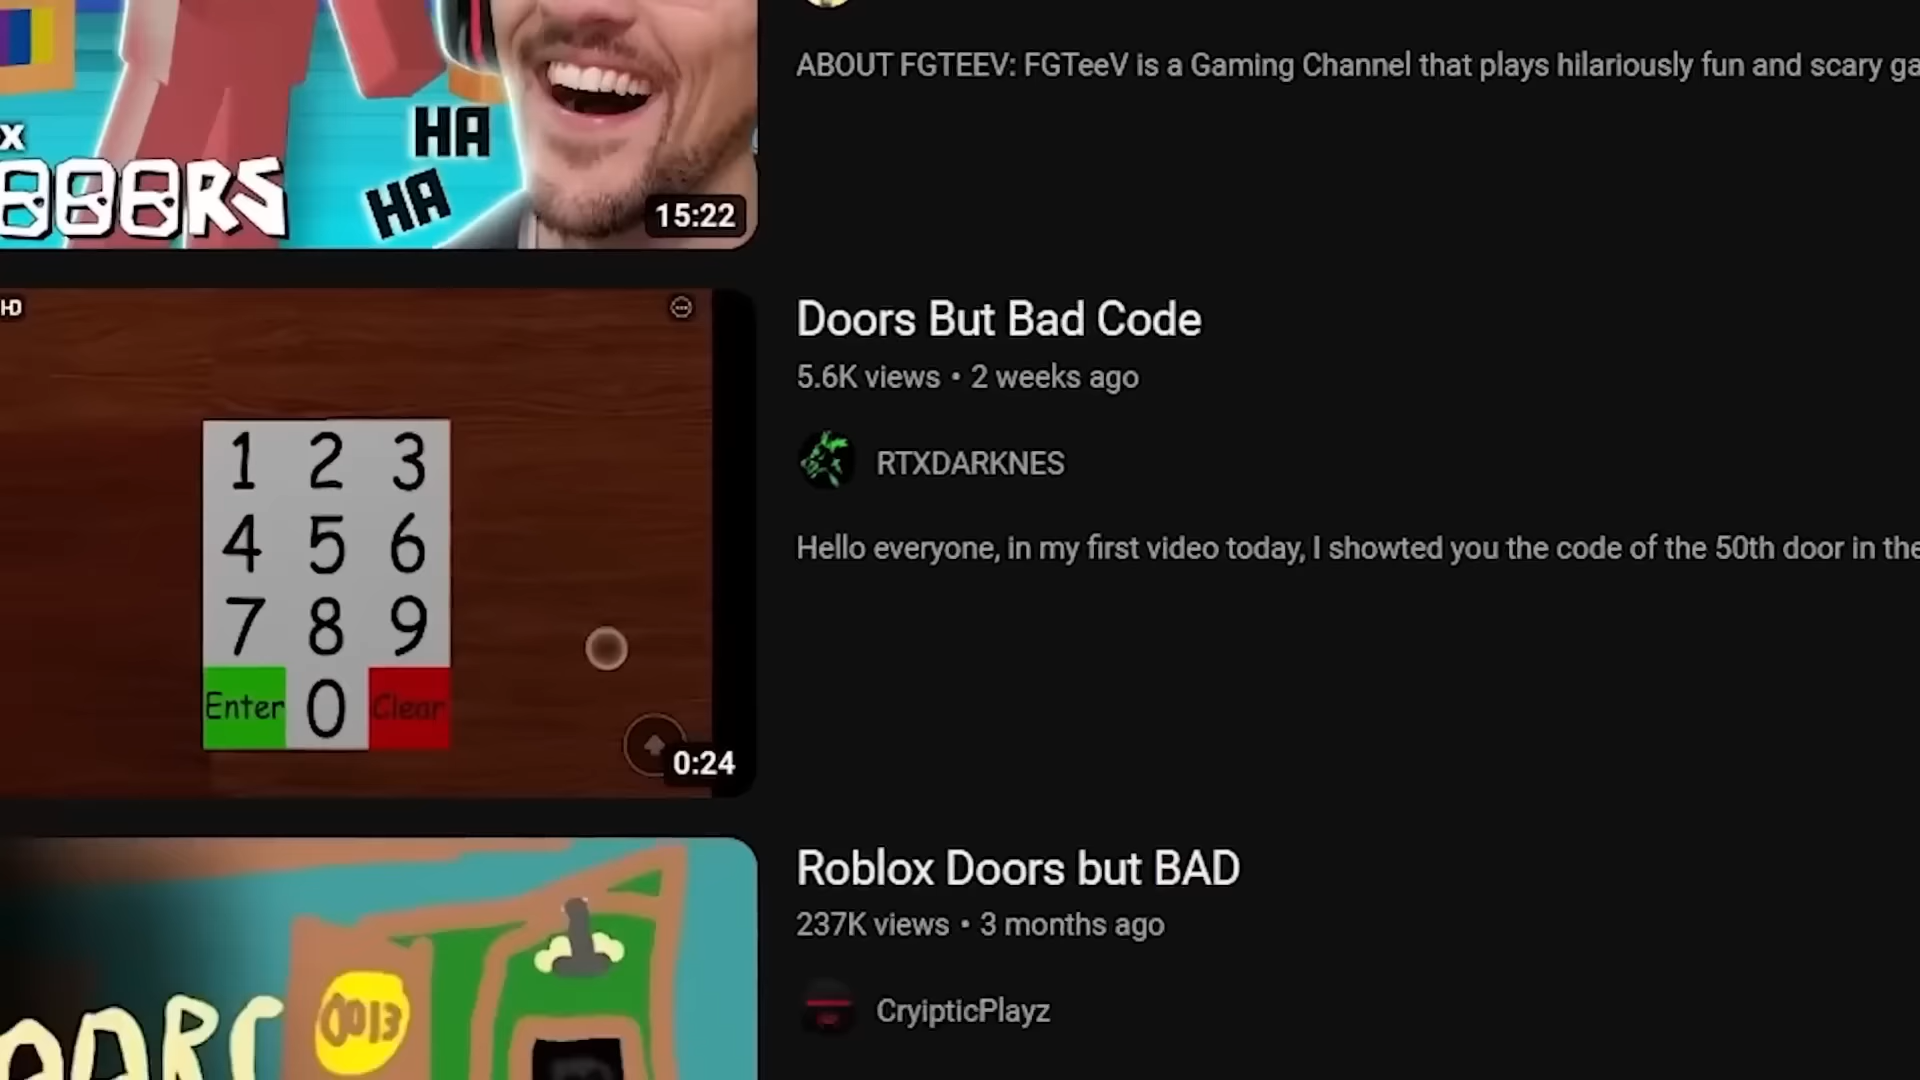 ABOUT FGTEEV: FGTeeV is a Gaming Channel that plays hilariously fun and scary ga
HA
HA
x
OOORS
15:22
HD
Doors But Bad Code
5.6K views • 2 weeks ago
RTXDARKNES
Hello everyone, in my first video today, I showted you the code of the 50th door in the
1 2 3
4 5 6
7 8 9
Enter 0 Clear
0:24
Roblox Doors but BAD
237K views • 3 months ago
CryipticPlayz
0013
OORS